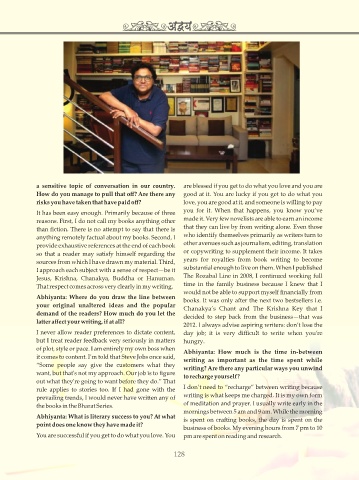 अद्वय
a sensitive topic of conversation in our country.
How do you manage to pull that off? Are there any
risks you have taken that have paid off?
It has been easy enough. Primarily because of three
reasons. First, I do not call my books anything other
than fiction. There is no attempt to say that there is
anything remotely factual about my books. Second, I
provide exhaustive references at the end of each book
so that a reader may satisfy himself regarding the
sources from which I have drawn my material. Third,
I approach each subject with a sense of respect—be it
Jesus, Krishna, Chanakya, Buddha or Hanuman.
That respect comes across very clearly in my writing.
Abhiyanta: Where do you draw the line between
your original unaltered ideas and the popular
demand of the readers? How much do you let the
latter affect your writing, if at all?
I never allow reader preferences to dictate content,
but I treat reader feedback very seriously in matters
of plot, style or pace. I am entirely my own boss when
it comes to content. I'm told that Steve Jobs once said,
"Some people say give the customers what they
want, but that's not my approach. Our job is to figure
out what they're going to want before they do." That
rule applies to stories too. If I had gone with the
prevailing trends, I would never have written any of
the books in the Bharat Series.
Abhiyanta: What is literary success to you? At what
point does one know they have made it?
You are successful if you get to do what you love. You
are blessed if you get to do what you love and you are
good at it. You are lucky if you get to do what you
love, you are good at it, and someone is willing to pay
you for it. When that happens, you know you've
made it. Very few novelists are able to earn an income
that they can live by from writing alone. Even those
who identify themselves primarily as writers turn to
other avenues such as journalism, editing, translation
or copywriting to supplement their income. It takes
years for royalties from book writing to become
substantial enough to live on them. When I published
The Rozabal Line in 2008, I continued working full
time in the family business because I knew that I
would not be able to support myself financially from
books. It was only after the next two bestsellers i.e.
Chanakya's Chant and The Krishna Key that I
decided to step back from the business—that was
2012. I always advise aspiring writers: don't lose the
day job; it is very difficult to write when you're
hungry.
Abhiyanta: How much is the time in-between
writing as important as the time spent while
writing? Are there any particular ways you unwind
to recharge yourself?
I don't need to "recharge" between writing because
writing is what keeps me charged. It is my own form
of meditation and prayer. I usually write early in the
mornings between 5 am and 9 am. While the morning
is spent on crafting books, the day is spent on the
business of books. My evening hours from 7 pm to 10
pm are spent on reading and research.
128